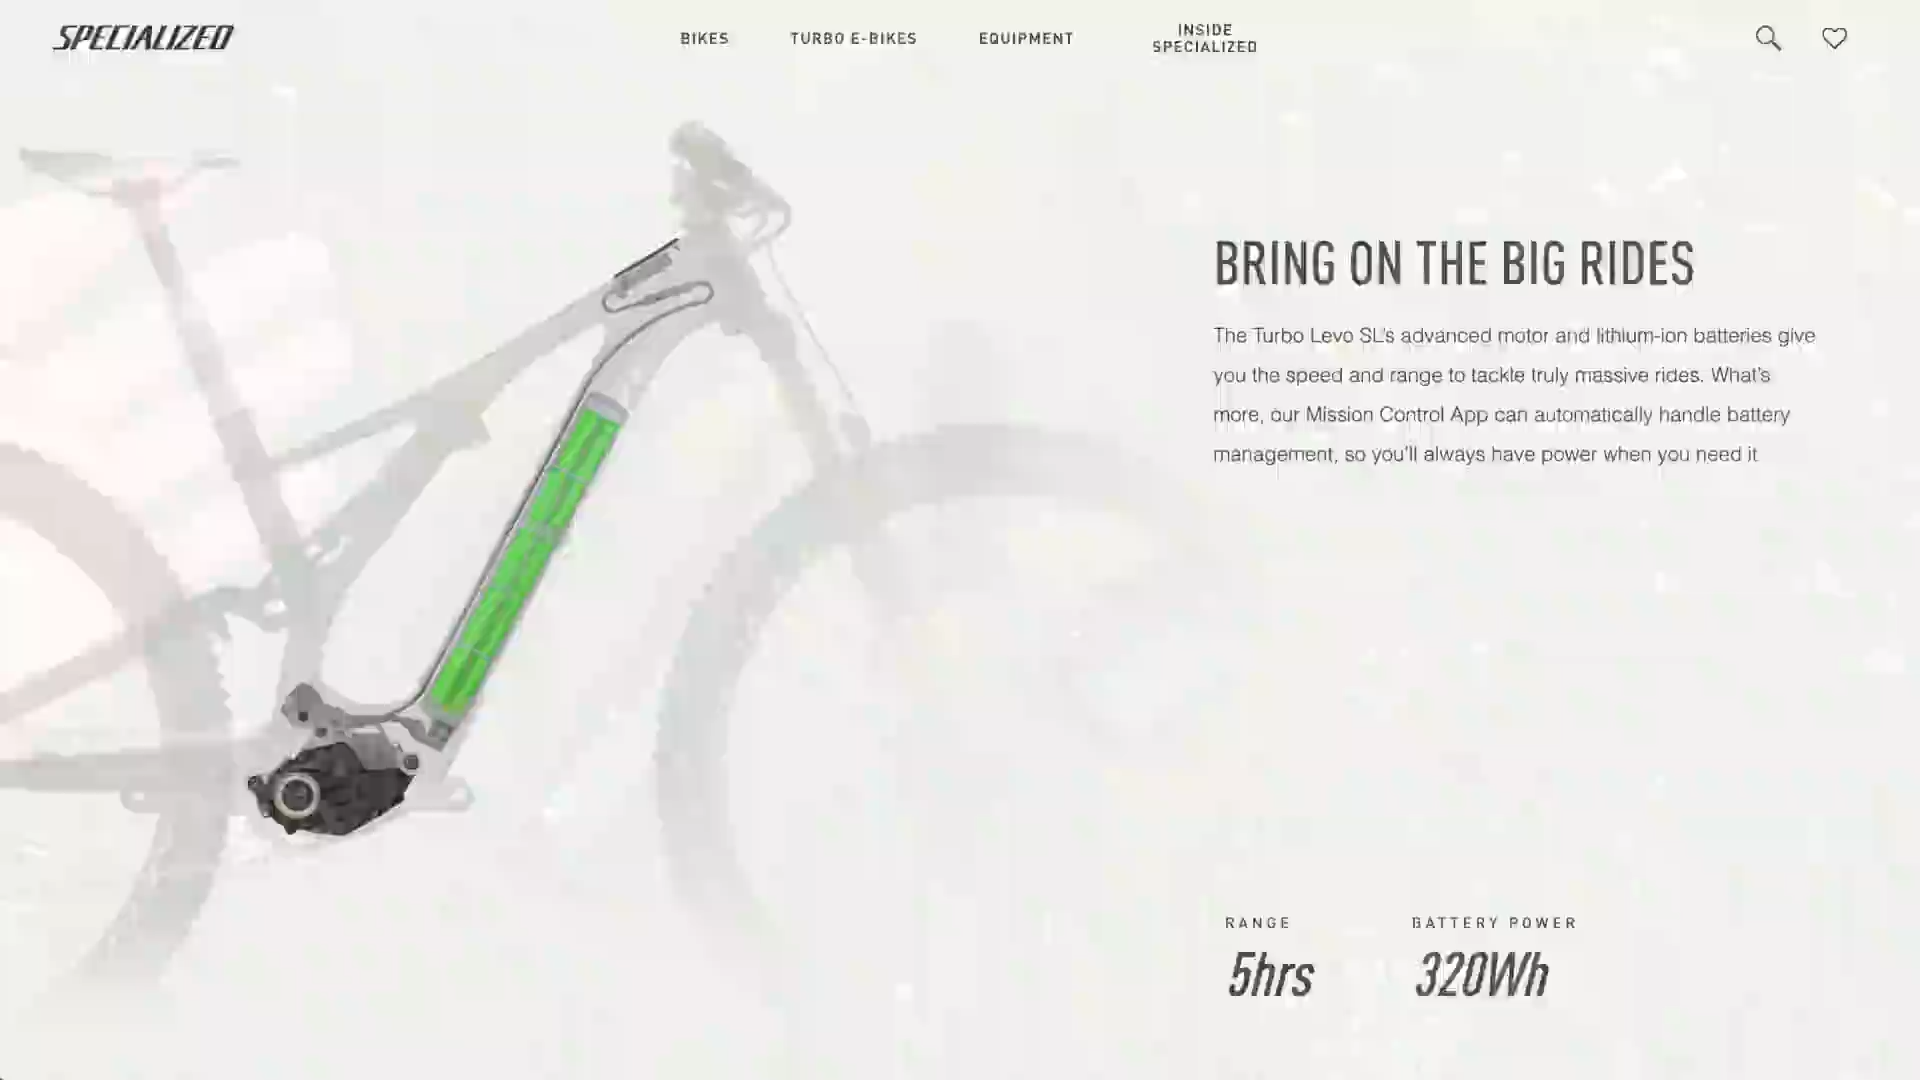 SPECIALIZED
BIKES
TURBO E-BIKES
EQUIPMENT
INSIDE
SPECIALIZED
BRING ON THE BIG RIDES
The Turbo Levo SL's advanced motor and lithium-ion batteries give
you the speed and range to tackle truly massive rides. What's
more, our Mission Control App can automatically handle battery
management, so you'll always have power when you need it
RANGE
BATTERY POWER
5hrs
320Wh